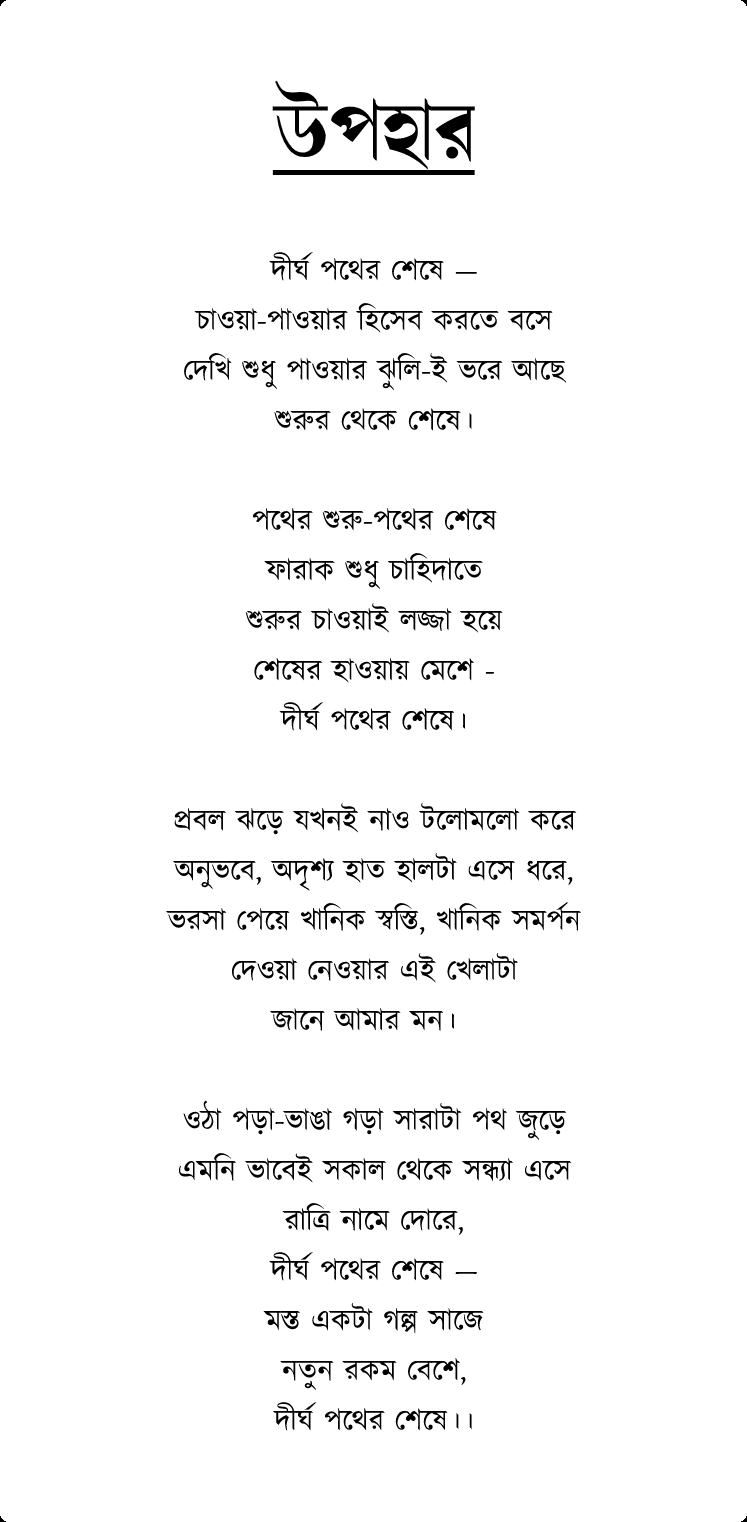 উপহার
দীর্ঘ পথের শেষে —
চাওয়া-পাওয়ার হিসেব করতে বসে
দেখি শুধু পাওয়ার ঝুলি-ই ভরে আছে
শুরুর থেকে শেষে।
পথের শুরু-পথের শেষে
ফারাক শুধু চাহিদাতে
শুরুর চাওয়াই লজ্জা হয়ে
শেষের হাওয়ায় মেশে -
দীর্ঘ পথের শেষে।
প্রবল ঝড়ে যখনই নাও টলোমলো করে
অনুভবে, অদৃশ্য হাত হালটা এসে ধরে,
ভরসা পেয়ে খানিক স্বস্তি, খানিক সমর্পন
দেওয়া নেওয়ার এই খেলাটা
জানে আমার মন।
ওঠা পড়া-ভাঙা গড়া সারাটা পথ জুড়ে
এমনি ভাবেই সকাল থেকে সন্ধ্যা এসে
রাত্রি নামে দোরে,
দীর্ঘ পথের শেষে —
মস্ত একটা গল্প সাজে
নতুন রকম বেশে,
দীর্ঘ পথের শেষে।।